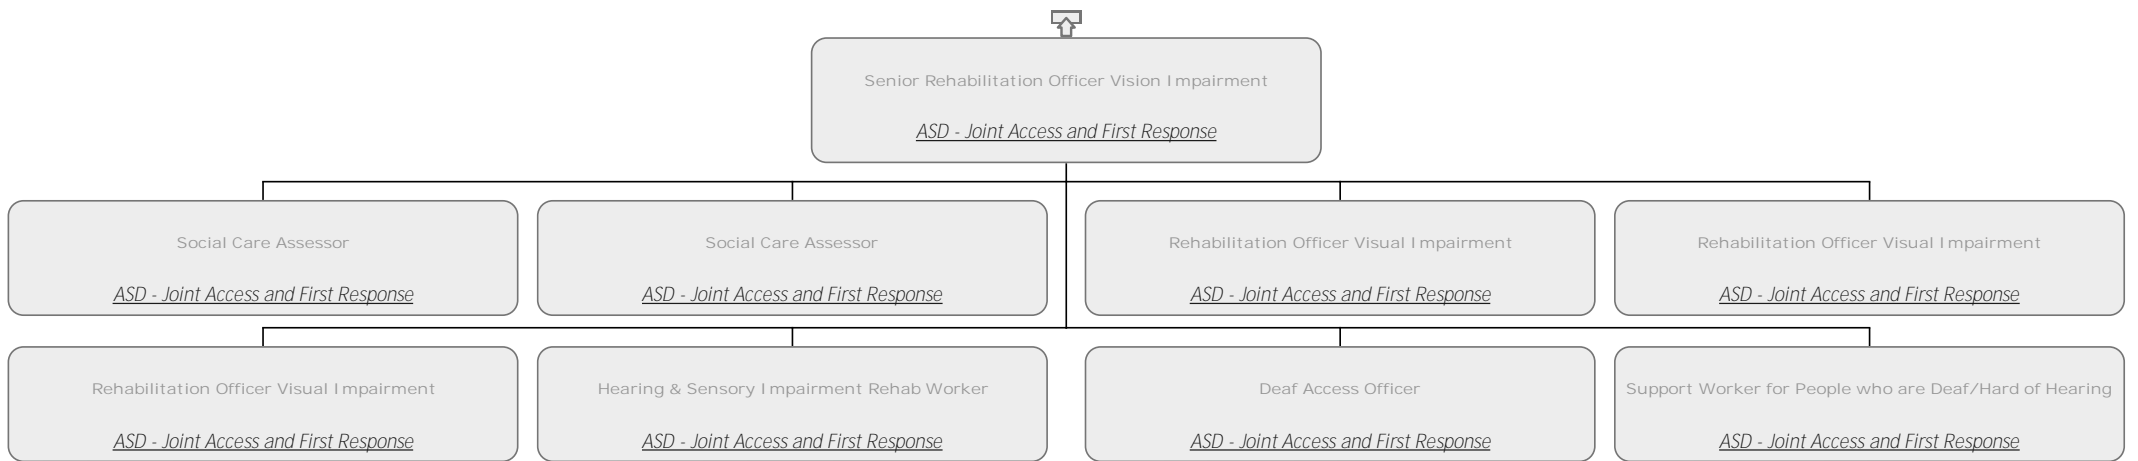 Senior Rehabilitation Officer Vision Impairment
ASD - Joint Access and First Response
Social Care Assessor
ASD - Joint Access and First Response
Social Care Assessor
ASD - Joint Access and First Response
Rehabilitation Officer Visual Impairment
ASD - Joint Access and First Response
Rehabilitation Officer Visual Impairment
ASD - Joint Access and First Response
Rehabilitation Officer Visual Impairment
ASD - Joint Access and First Response
Hearing & Sensory Impairment Rehab Worker
ASD - Joint Access and First Response
Deaf Access Officer
ASD - Joint Access and First Response
Support Worker for People who are Deaf/Hard of Hearing
ASD - Joint Access and First Response